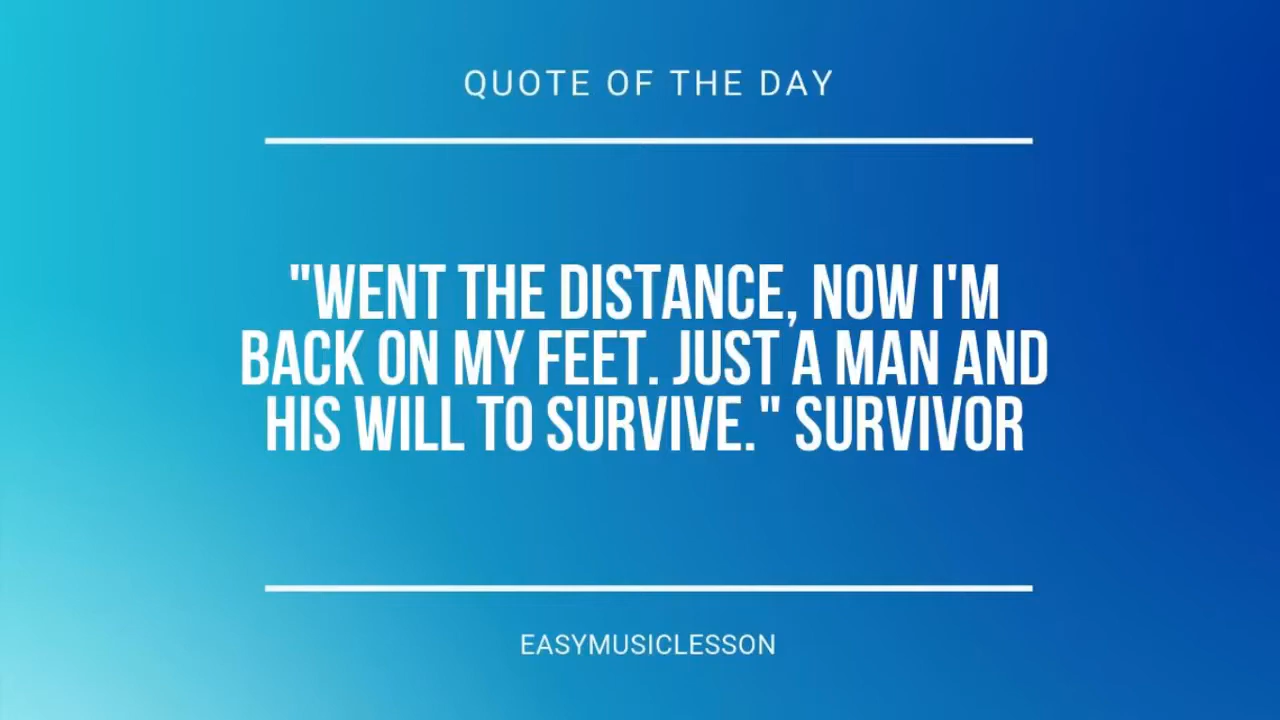 QUOTE OF THE DAY
"WENT THE DISTANCE, NOW I'M
BACK ON MY FEET. JUST A MAN AND
HIS WILL TO SURVIVE." SURVIVOR
EASYMUSICLESSON